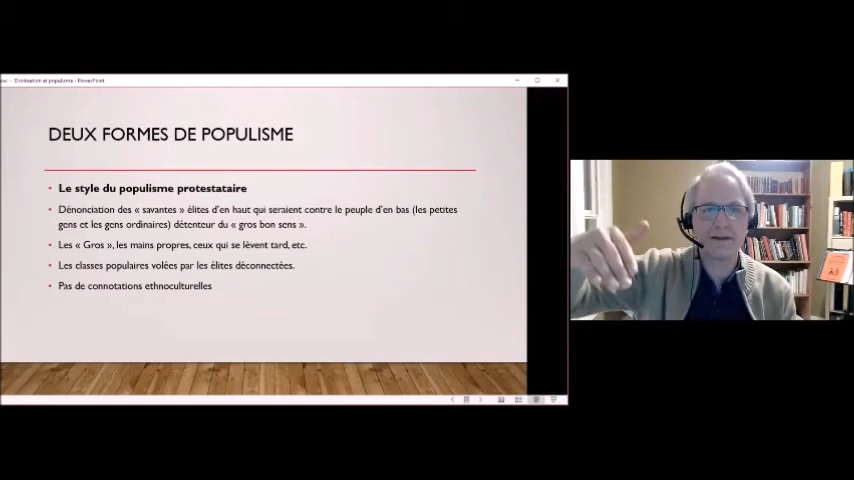 Droitisation et populisme - PowerPoint
DEUX FORMES DE POPULISME
• Le style du populisme protestataire
• Dénonciation des « savantes » élites d'en haut qui seraient contre le peuple d'en bas (les petites
gens et les gens ordinaires) détenteur du « gros bon sens ».
• Les « Gros », les mains propres, ceux qui se lèvent tard, etc.
• Les classes populaires volées par les élites déconnectées.
• Pas de connotations ethnoculturelles